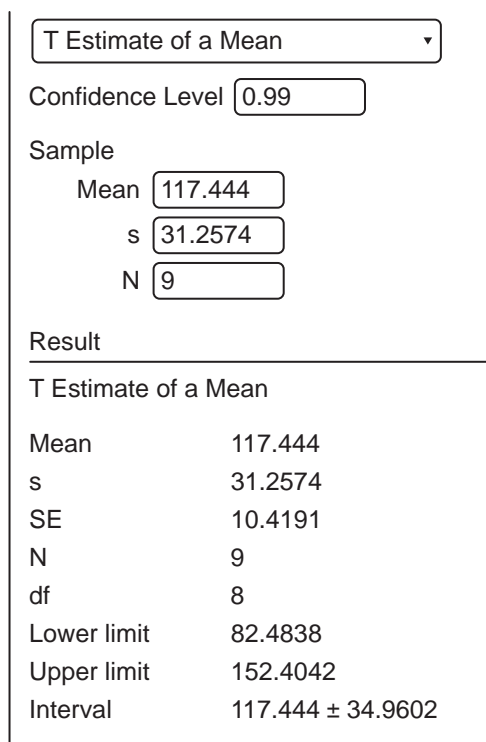 T Estimate of a Mean
Confidence Level 0.99
Sample
Mean 117.444
s 31.2574
N 9
Result
T Estimate of a Mean
Mean 117.444
s 31.2574
SE 10.4191
N 9
df 8
Lower limit 82.4838
Upper limit 152.4042
Interval 117.444 ± 34.9602